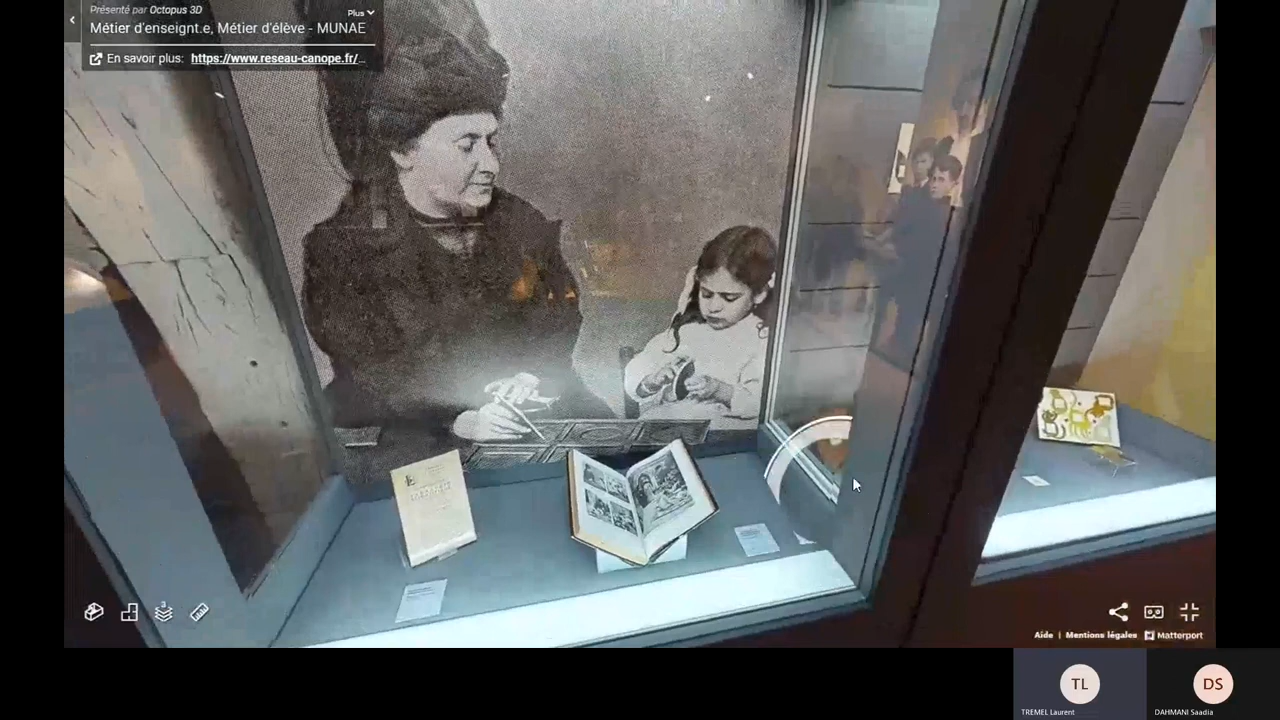 Présenté par Octopus 3D
Plus
Métier d'enseignt.e, Métier d'élève - MUNAE
En savoir plus: https://www.reseau-canope.fr/...
3
Aide | Mentions légales Matterport
TL
DS
TREMEL Laurent
DAHMANI Saadia